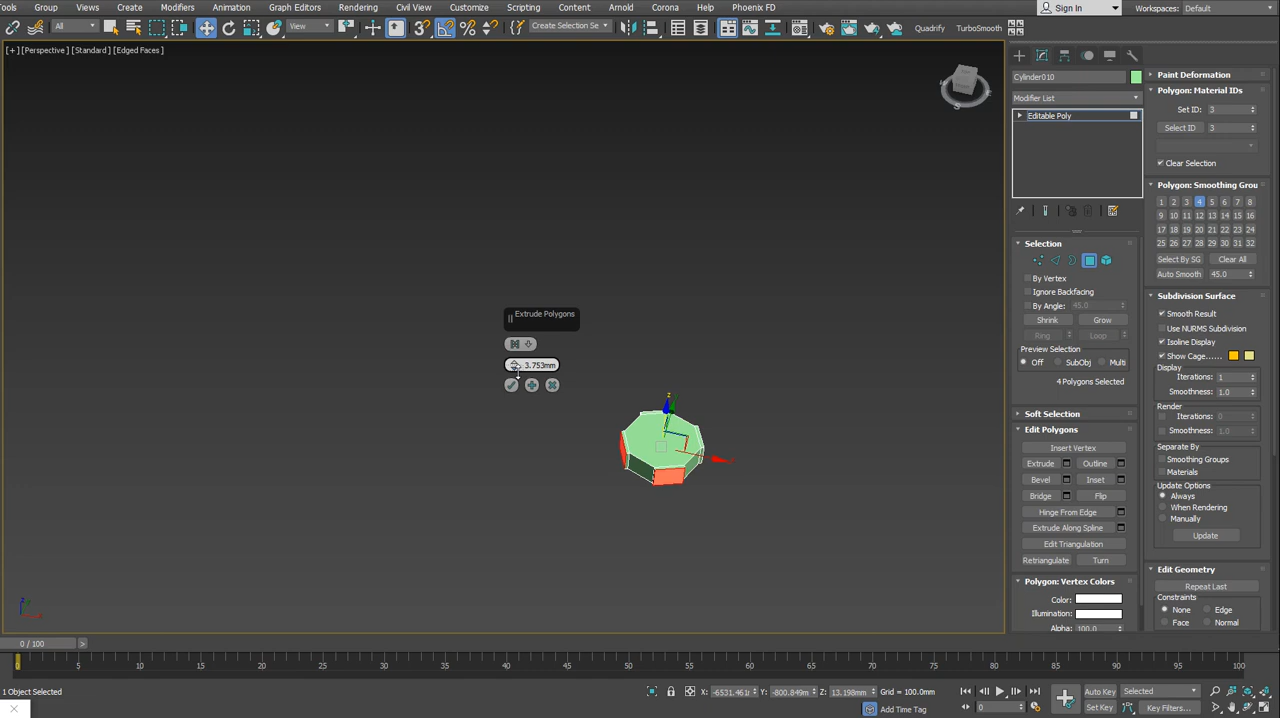 Tools Group Views Create Modifiers Animation Graph Editors Rendering Civil View Customize Scripting Content Arnold Corona Help Phoenix FD Sign In Workspaces: Default
All View Create Selection Se Quadrify TurboSmooth
[+] [Perspective] [Standard] [Edged Faces]
Extrude Polygons
3.753mm
Cylinder010
Modifier List
Editable Poly
Selection
By Vertex
Ignore Backfacing
By Angle: 45.0
Shrink Grow
Ring Loop
Preview Selection
Off SubObj Multi
4 Polygons Selected
Soft Selection
Edit Polygons
Insert Vertex
Extrude Outline
Bevel Inset
Bridge Flip
Hinge From Edge
Extrude Along Spline
Edit Triangulation
Retriangulate Turn
Polygon: Vertex Colors
Color:
Illumination:
Alpha: 100.0
Paint Deformation
Polygon: Material IDs
Set ID: 3
Select ID 3
Clear Selection
Polygon: Smoothing Grou
1 2 3 4 5 6 7 8
9 10 11 12 13 14 15 16
17 18 19 20 21 22 23 24
25 26 27 28 29 30 31 32
Select By SG Clear All
Auto Smooth 45.0
Subdivision Surface
Smooth Result
Use NURMS Subdivision
Isoline Display
Show Cage......
Display
Iterations: 1
Smoothness: 1.0
Render
Iterations: 0
Smoothness: 1.0
Separate By
Smoothing Groups
Materials
Update Options
Always
When Rendering
Manually
Update
Edit Geometry
Repeat Last
Constraints
None Edge
Face Normal
0 / 100 >
0 5 10 15 20 25 30 35 40 45 50 55 60 65 70 75 80 85 90 95 100
1 Object Selected X: -6531.461r Y: -800.849m Z: 13.198mm Grid = 100.0mm Auto Key Selected
Add Time Tag 0 Set Key Key Filters...